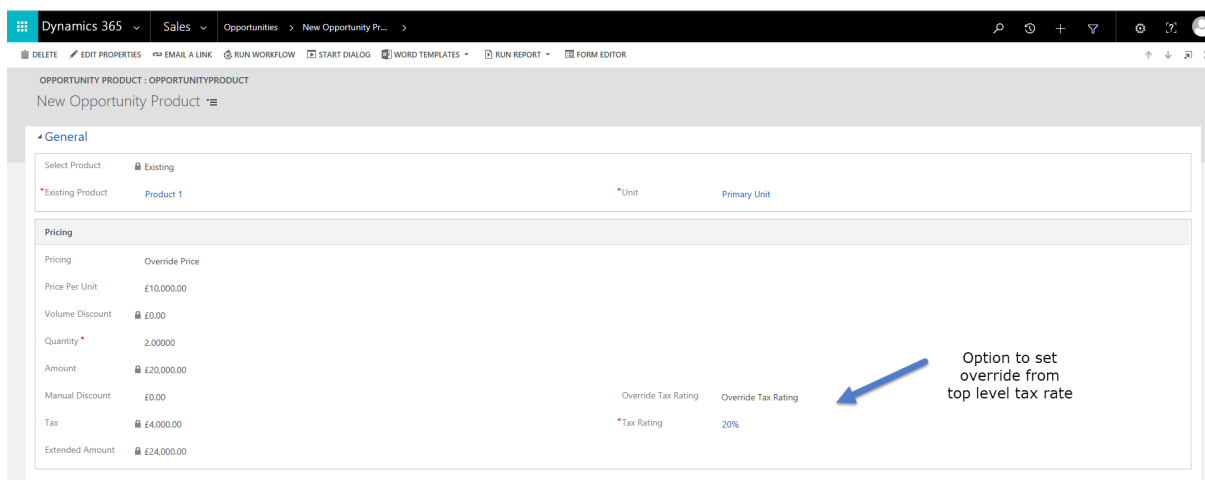 Dynamics 365 Sales Opportunities > New Opportunity Pr... >
DELETE EDIT PROPERTIES EMAIL A LINK RUN WORKFLOW START DIALOG WORD TEMPLATES RUN REPORT FORM EDITOR
OPPORTUNITY PRODUCT : OPPORTUNITYPRODUCT
New Opportunity Product
General
Select Product Existing
*Existing Product Product 1 *Unit Primary Unit
Pricing
Pricing Override Price
Price Per Unit £10,000.00
Volume Discount £0.00
Quantity * 2.00000
Amount £20,000.00
Manual Discount £0.00 Override Tax Rating Override Tax Rating
Tax £4,000.00 *Tax Rating 20%
Extended Amount £24,000.00
Option to set
override from
top level tax rate